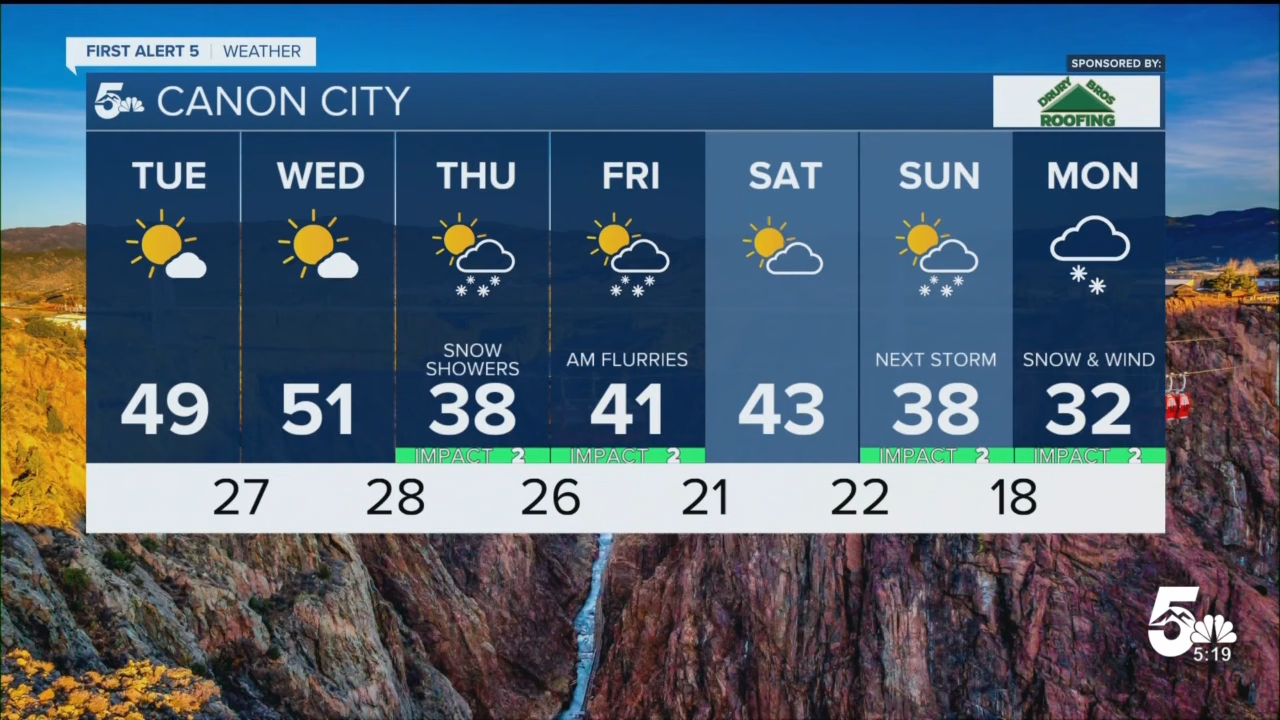 FIRST ALERT 5 | WEATHER
SPONSORED BY:
5 CANON CITY
DRURY BROS
ROOFING
TUE WED THU FRI SAT SUN MON
SNOW
SHOWERS
AM FLURRIES
NEXT STORM
SNOW & WIND
49 51 38 41 43 38 32
IMPACT 2 IMPACT 2 IMPACT 2 IMPACT 2
27 28 26 21 22 18
5
5:19